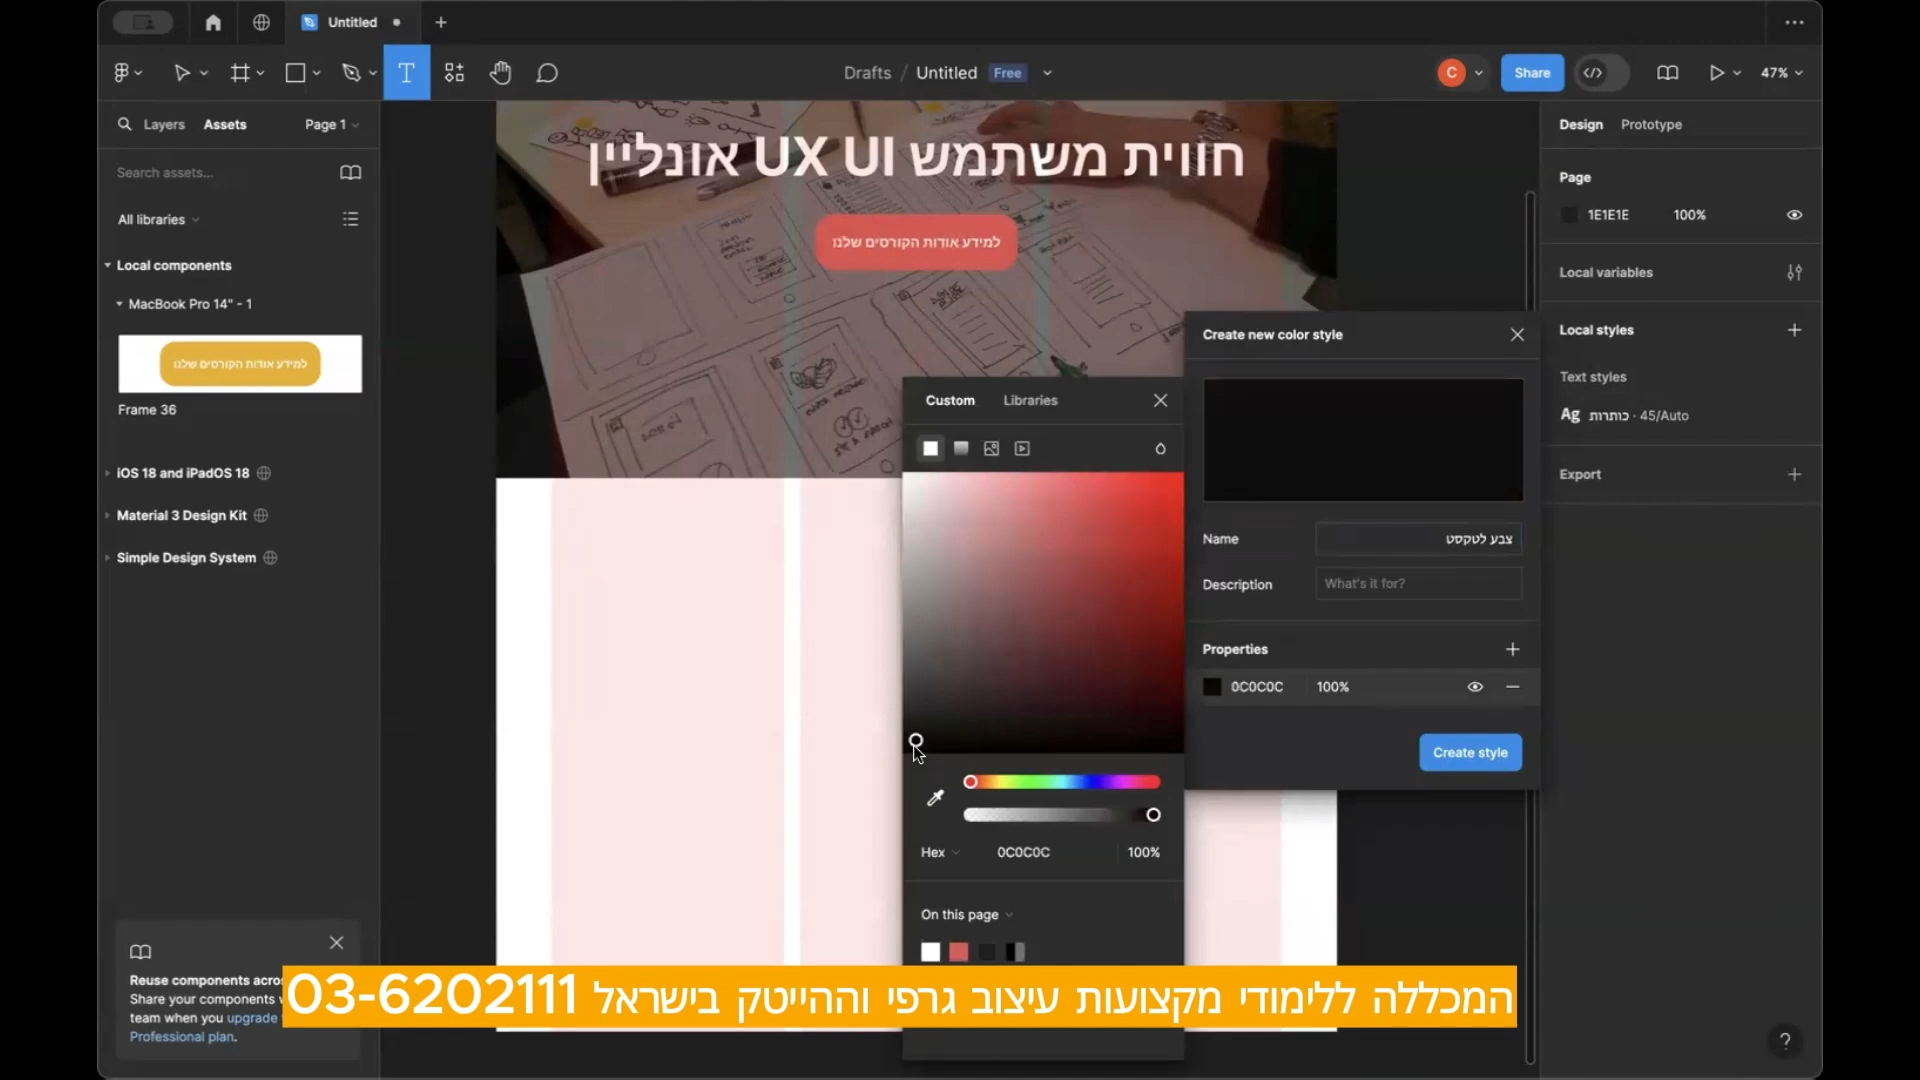 Untitled
Drafts / Untitled Free
C
Share
47%
Layers
Assets
Page 1
Search assets...
All libraries
Local components
MacBook Pro 14" - 1
למידע אודות הקורסים שלנו
Frame 36
iOS 18 and iPadOS 18
Material 3 Design Kit
Simple Design System
Reuse components acro
Share your components
team when you upgrade
Professional plan.
חווית משתמש UX UI אונליין
למידע אודות הקורסים שלנו
Custom
Libraries
Hex
0C0C0C
100%
On this page
Create new color style
Name
צבע לטקסט
Description
What's it for?
Properties
0C0C0C
100%
Create style
Design
Prototype
Page
1E1E1E
100%
Local variables
Local styles
Text styles
Ag כותרות · 45/Auto
Export
?
המכללה ללימודי מקצועות עיצוב גרפי וההייטק בישראל 03-6202111